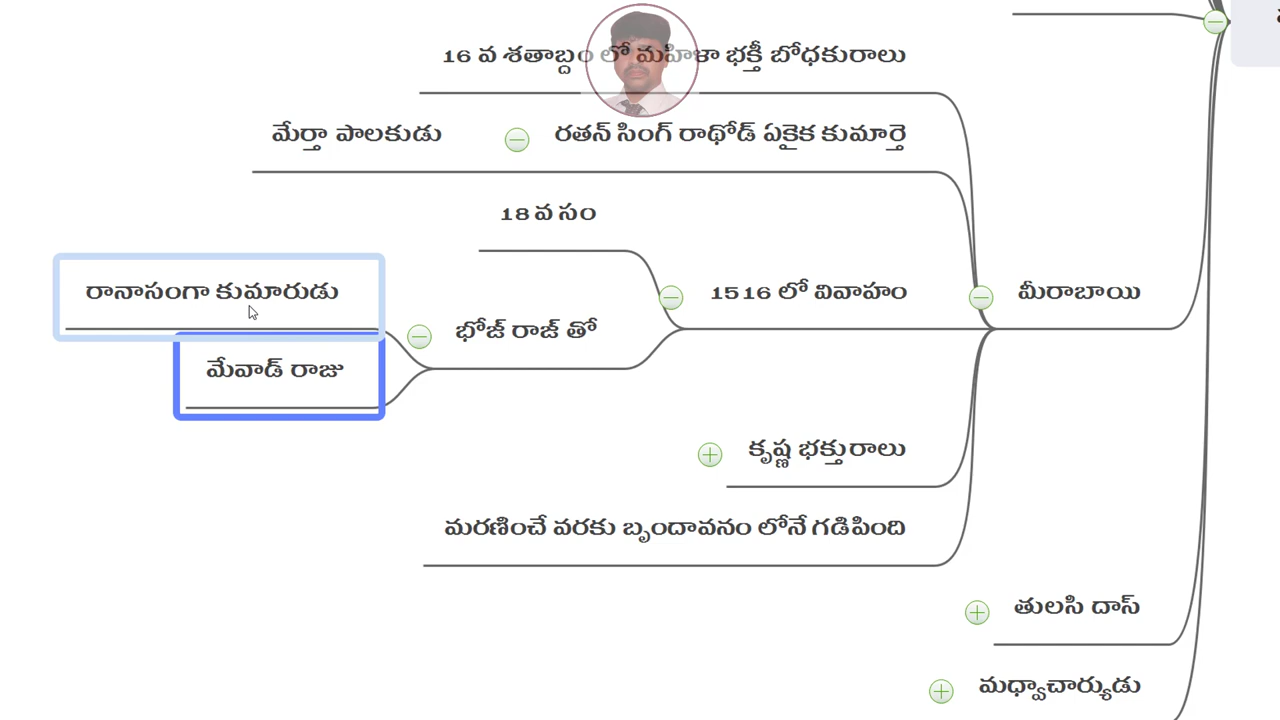 16 వ శతాబ్దం లో మహిళా భక్తీ బోధకురాలు
మేర్తా పాలకుడు
రతన్ సింగ్ రాథోడ్ ఏకైక కుమార్తె
18 వ సం
రానాసంగా కుమారుడు
1516 లో వివాహం
మీరాబాయి
భోజ్ రాజ్ తో
మేవాడ్ రాజు
కృష్ణ భక్తురాలు
మరణించే వరకు బృందావనం లోనే గడిపింది
తులసి దాస్
మధ్వాచార్యుడు